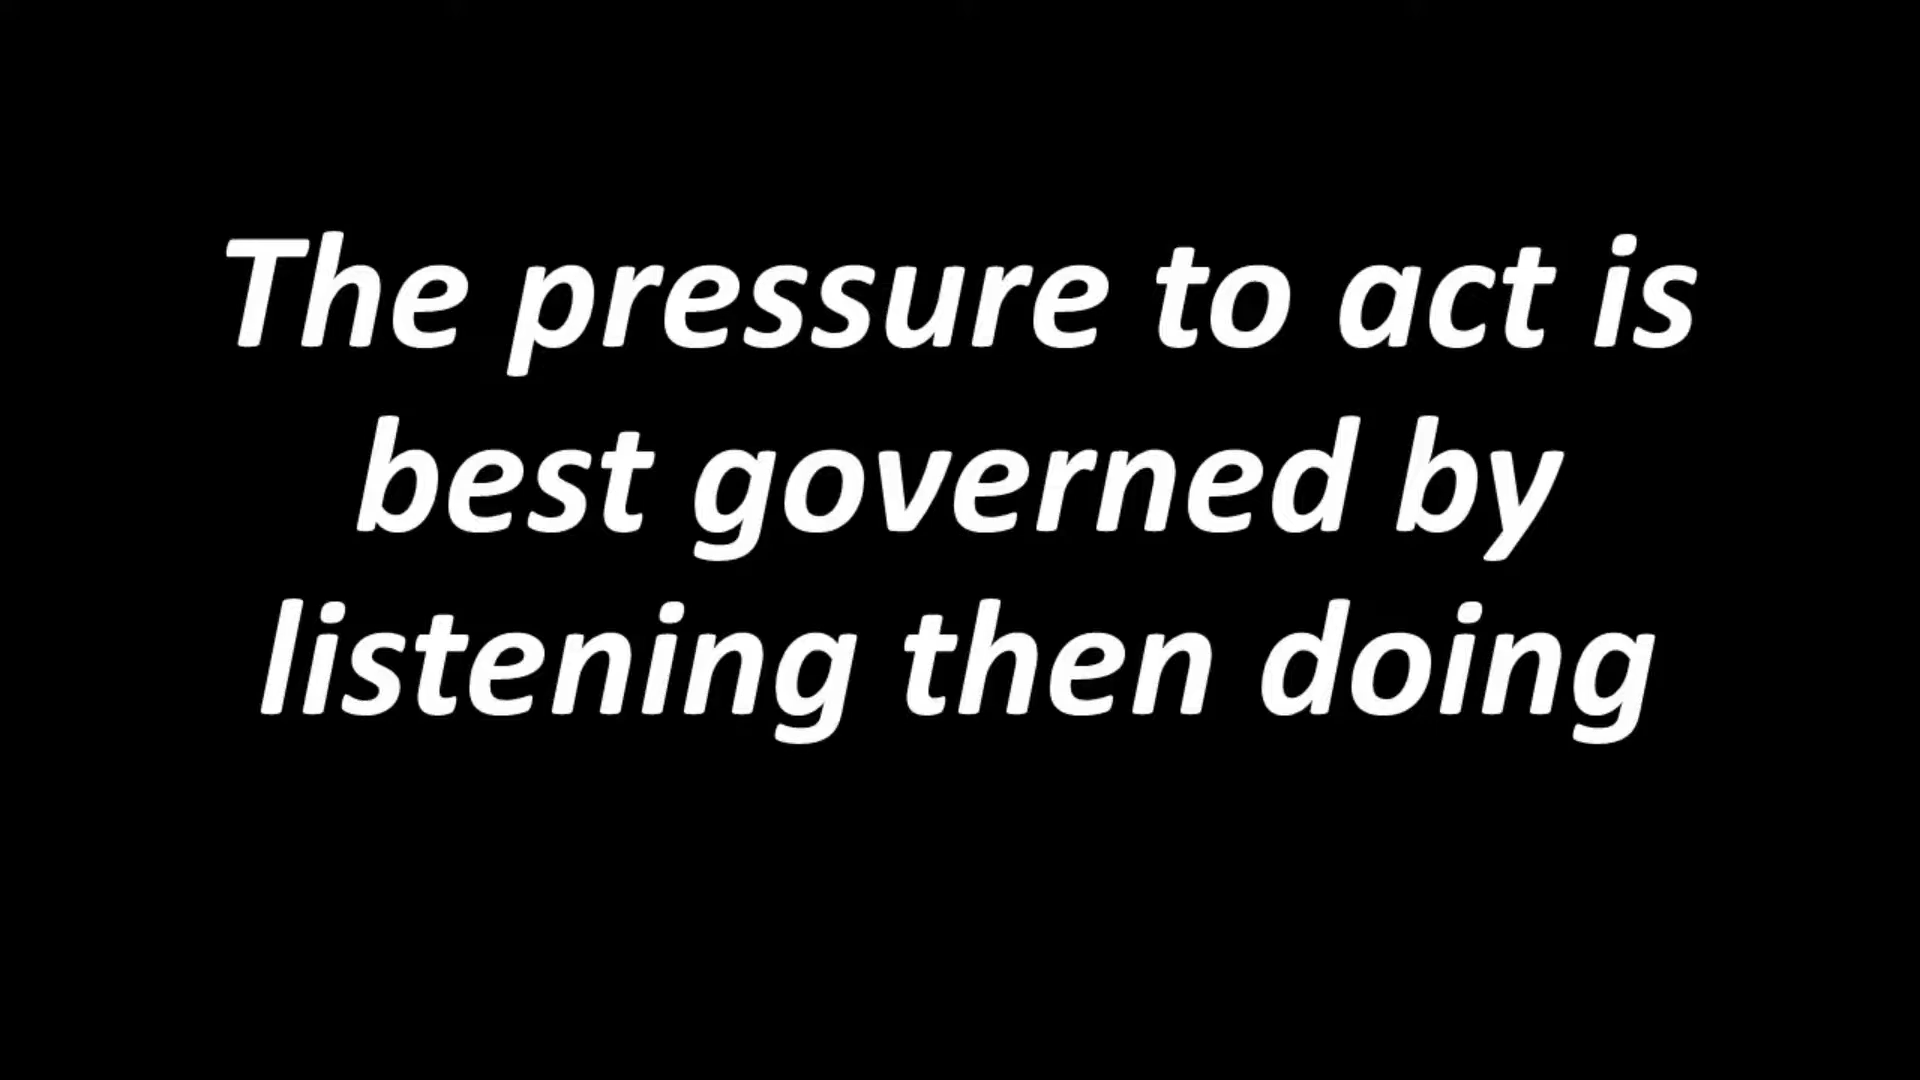 The pressure to act is
best governed by
listening then doing